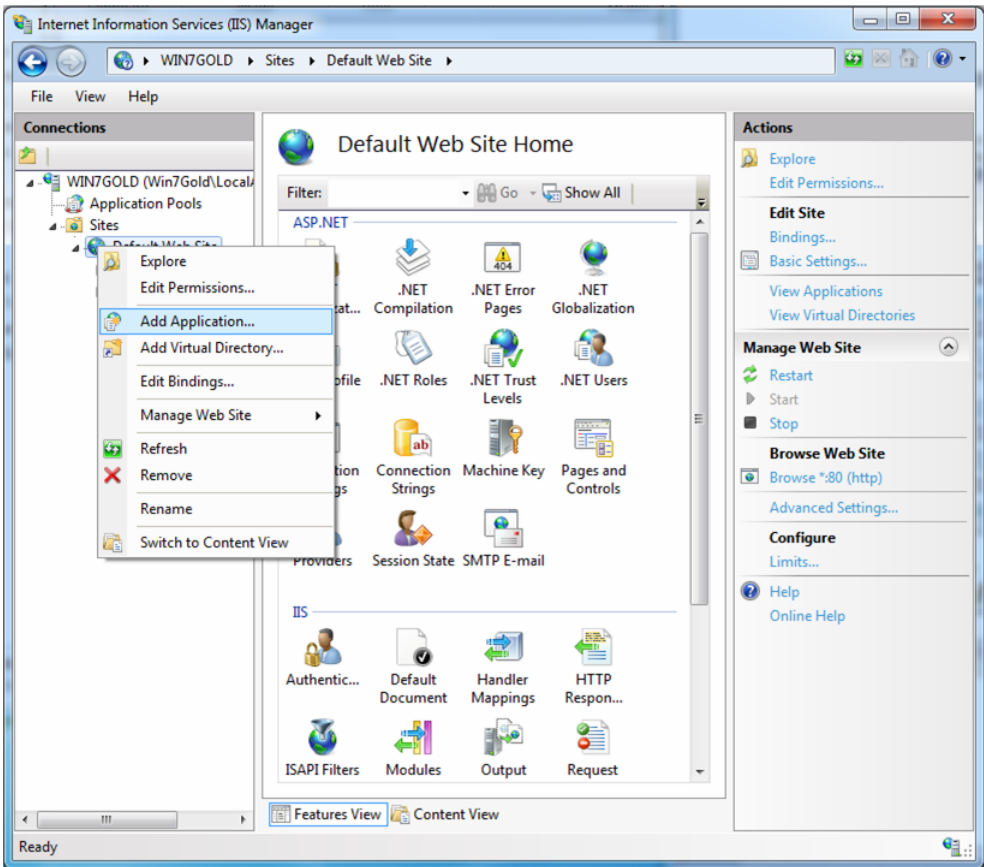 Internet Information Services (IIS) Manager
WIN7GOLD
Sites
Default Web Site
File View Help
Connections
WIN7GOLD (Win7Gold\Local
Application Pools
Sites
Default Web Site
Explore
Edit Permissions...
Add Application...
Add Virtual Directory...
Edit Bindings...
Manage Web Site
Refresh
Remove
Rename
Switch to Content View
Default Web Site Home
Filter: Go Show All
ASP.NET
.NET
Compilation
.NET Error
Pages
.NET
Globalization
.NET Roles
.NET Trust
Levels
.NET Users
ab
Connection
Strings
Machine Key
Pages and
Controls
Providers
Session State
SMTP E-mail
IIS
Authentic...
Default
Document
Handler
Mappings
HTTP
Respon...
ISAPI Filters
Modules
Output
Request
Features View Content View
Actions
Explore
Edit Permissions...
Edit Site
Bindings...
Basic Settings...
View Applications
View Virtual Directories
Manage Web Site
Restart
Start
Stop
Browse Web Site
Browse *:80 (http)
Advanced Settings...
Configure
Limits...
Help
Online Help
Ready